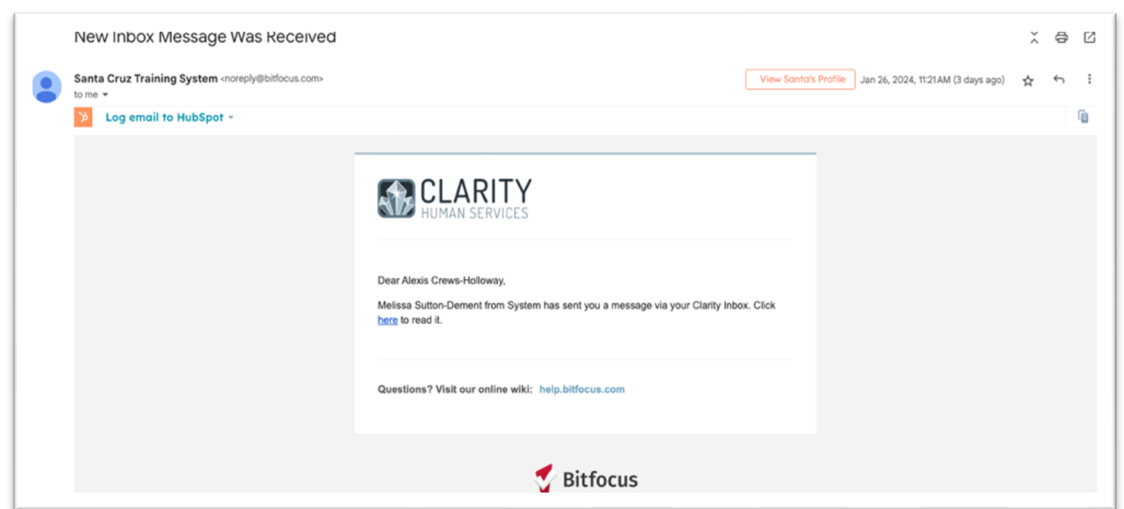 New Inbox Message Was Received
Santa Cruz Training System <noreply@bitfocus.com>
View Santa's Profile
Jan 26, 2024, 11:21 AM (3 days ago)
to me
Log email to HubSpot
CLARITY
HUMAN SERVICES
Dear Alexis Crews-Holloway,
Melissa Sutton-Dement from System has sent you a message via your Clarity Inbox. Click
here to read it.
Questions? Visit our online wiki: help.bitfocus.com
Bitfocus